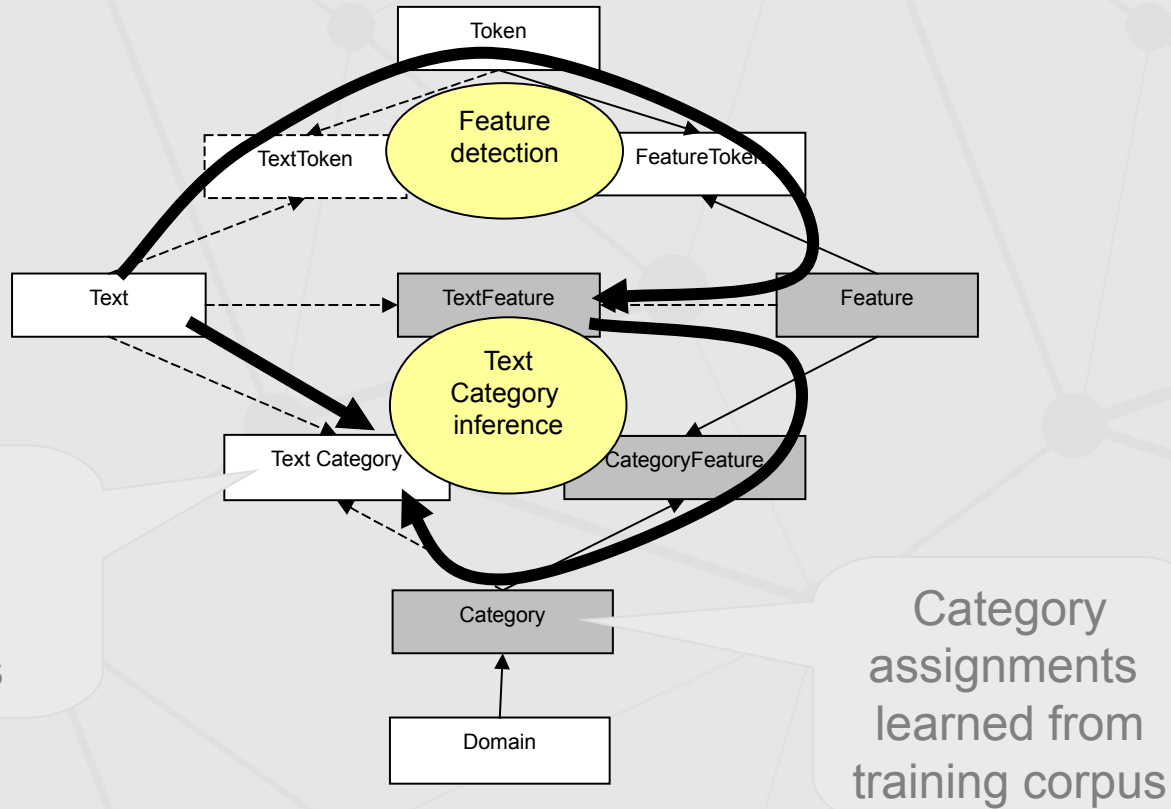 Token
Feature
detection
TextToken
FeatureToken
Text
TextFeature
Feature
Text
Category
inference
Text Category
CategoryFeature
Category
Domain
s
Category
assignments
learned from
training corpus